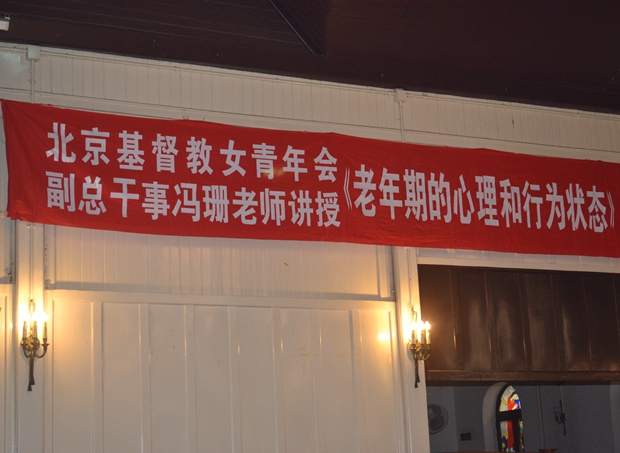 北京基督教女青年会
副总干事冯珊老师讲授
《老年期的心理和行为状态》